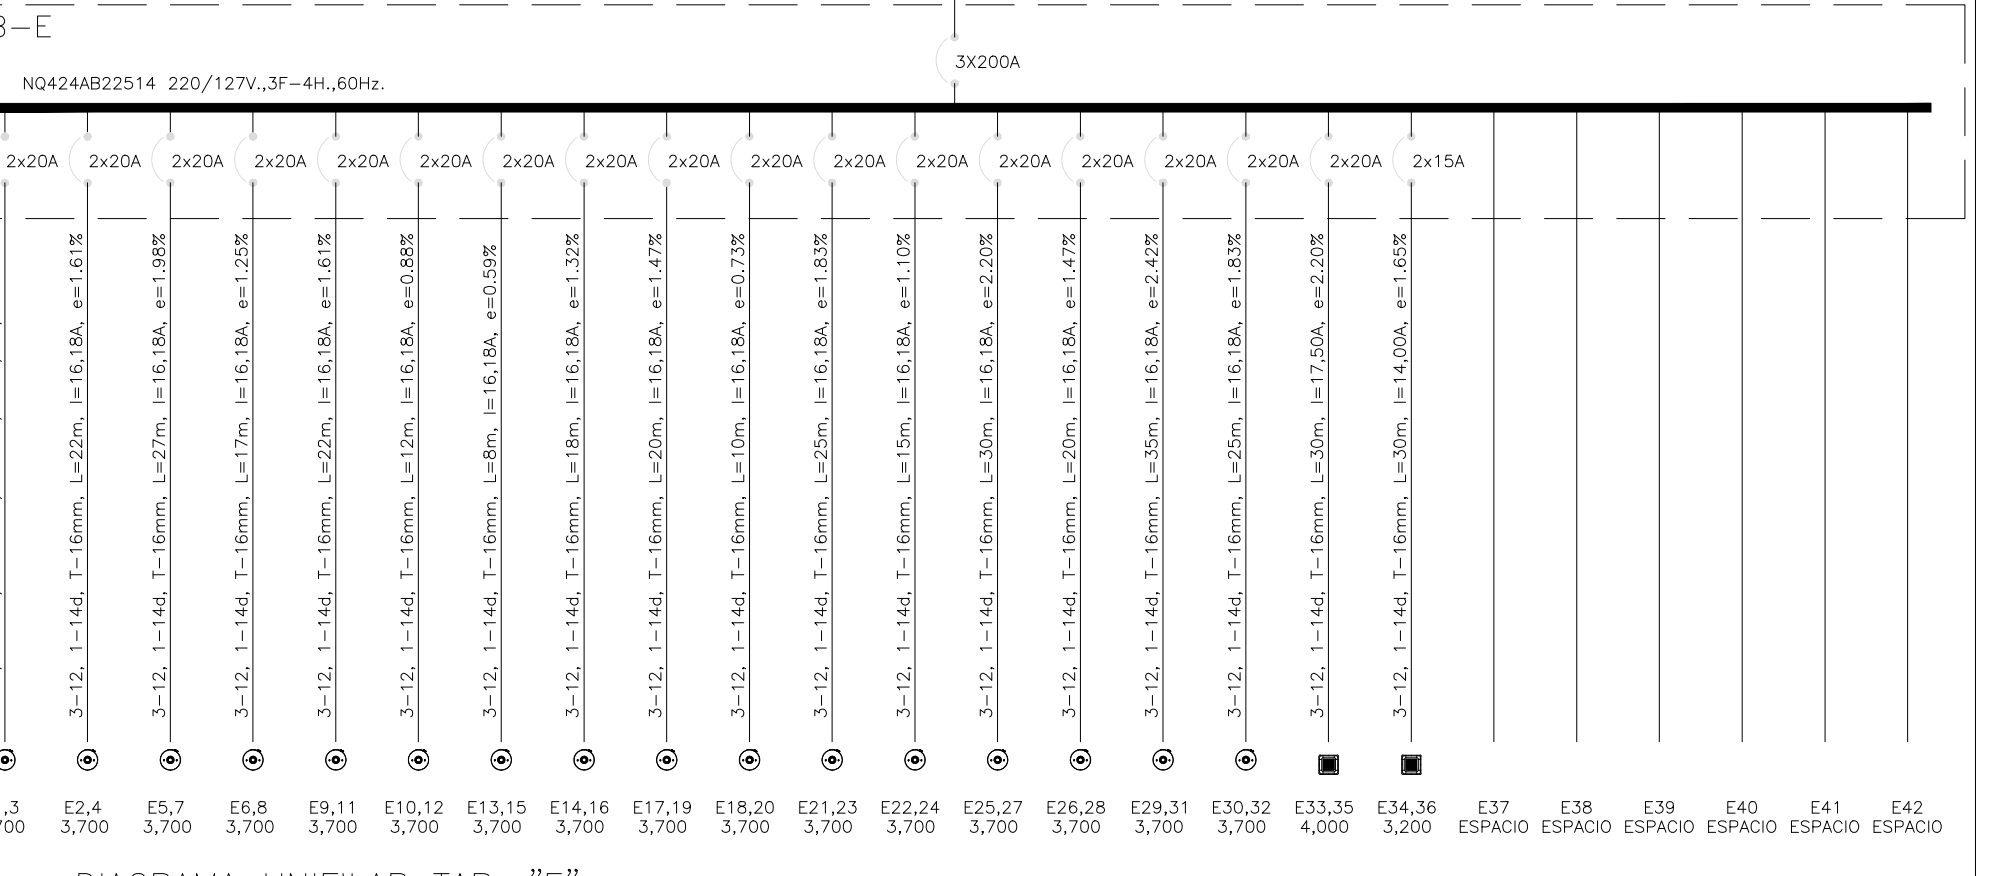 B-E
3X200A
NQ424AB22514 220/127V.,3F-4H.,60Hz.
2x20A 2x20A 2x20A 2x20A 2x20A 2x20A 2x20A 2x20A 2x20A 2x20A 2x20A 2x20A 2x20A 2x20A 2x20A 2x20A 2x20A 2x15A
3-12, 1-14d, T-16mm, L=22m, I=16,18A, e=1.61%
3-12, 1-14d, T-16mm, L=27m, I=16,18A, e=1.98%
3-12, 1-14d, T-16mm, L=17m, I=16,18A, e=1.25%
3-12, 1-14d, T-16mm, L=22m, I=16,18A, e=1.61%
3-12, 1-14d, T-16mm, L=12m, I=16,18A, e=0.88%
3-12, 1-14d, T-16mm, L=8m, I=16,18A, e=0.59%
3-12, 1-14d, T-16mm, L=18m, I=16,18A, e=1.32%
3-12, 1-14d, T-16mm, L=20m, I=16,18A, e=1.47%
3-12, 1-14d, T-16mm, L=10m, I=16,18A, e=0.73%
3-12, 1-14d, T-16mm, L=25m, I=16,18A, e=1.83%
3-12, 1-14d, T-16mm, L=15m, I=16,18A, e=1.10%
3-12, 1-14d, T-16mm, L=30m, I=16,18A, e=2.20%
3-12, 1-14d, T-16mm, L=20m, I=16,18A, e=1.47%
3-12, 1-14d, T-16mm, L=35m, I=16,18A, e=2.42%
3-12, 1-14d, T-16mm, L=25m, I=16,18A, e=1.83%
3-12, 1-14d, T-16mm, L=30m, I=17,50A, e=2.20%
3-12, 1-14d, T-16mm, L=30m, I=14,00A, e=1.65%
,3 E2,4 E5,7 E6,8 E9,11 E10,12 E13,15 E14,16 E17,19 E18,20 E21,23 E22,24 E25,27 E26,28 E29,31 E30,32 E33,35 E34,36 E37 E38 E39 E40 E41 E42
700 3,700 3,700 3,700 3,700 3,700 3,700 3,700 3,700 3,700 3,700 3,700 3,700 3,700 3,700 3,700 4,000 3,200 ESPACIO ESPACIO ESPACIO ESPACIO ESPACIO ESPACIO
DIAGRAMA UNIFILAR TAB. "E"